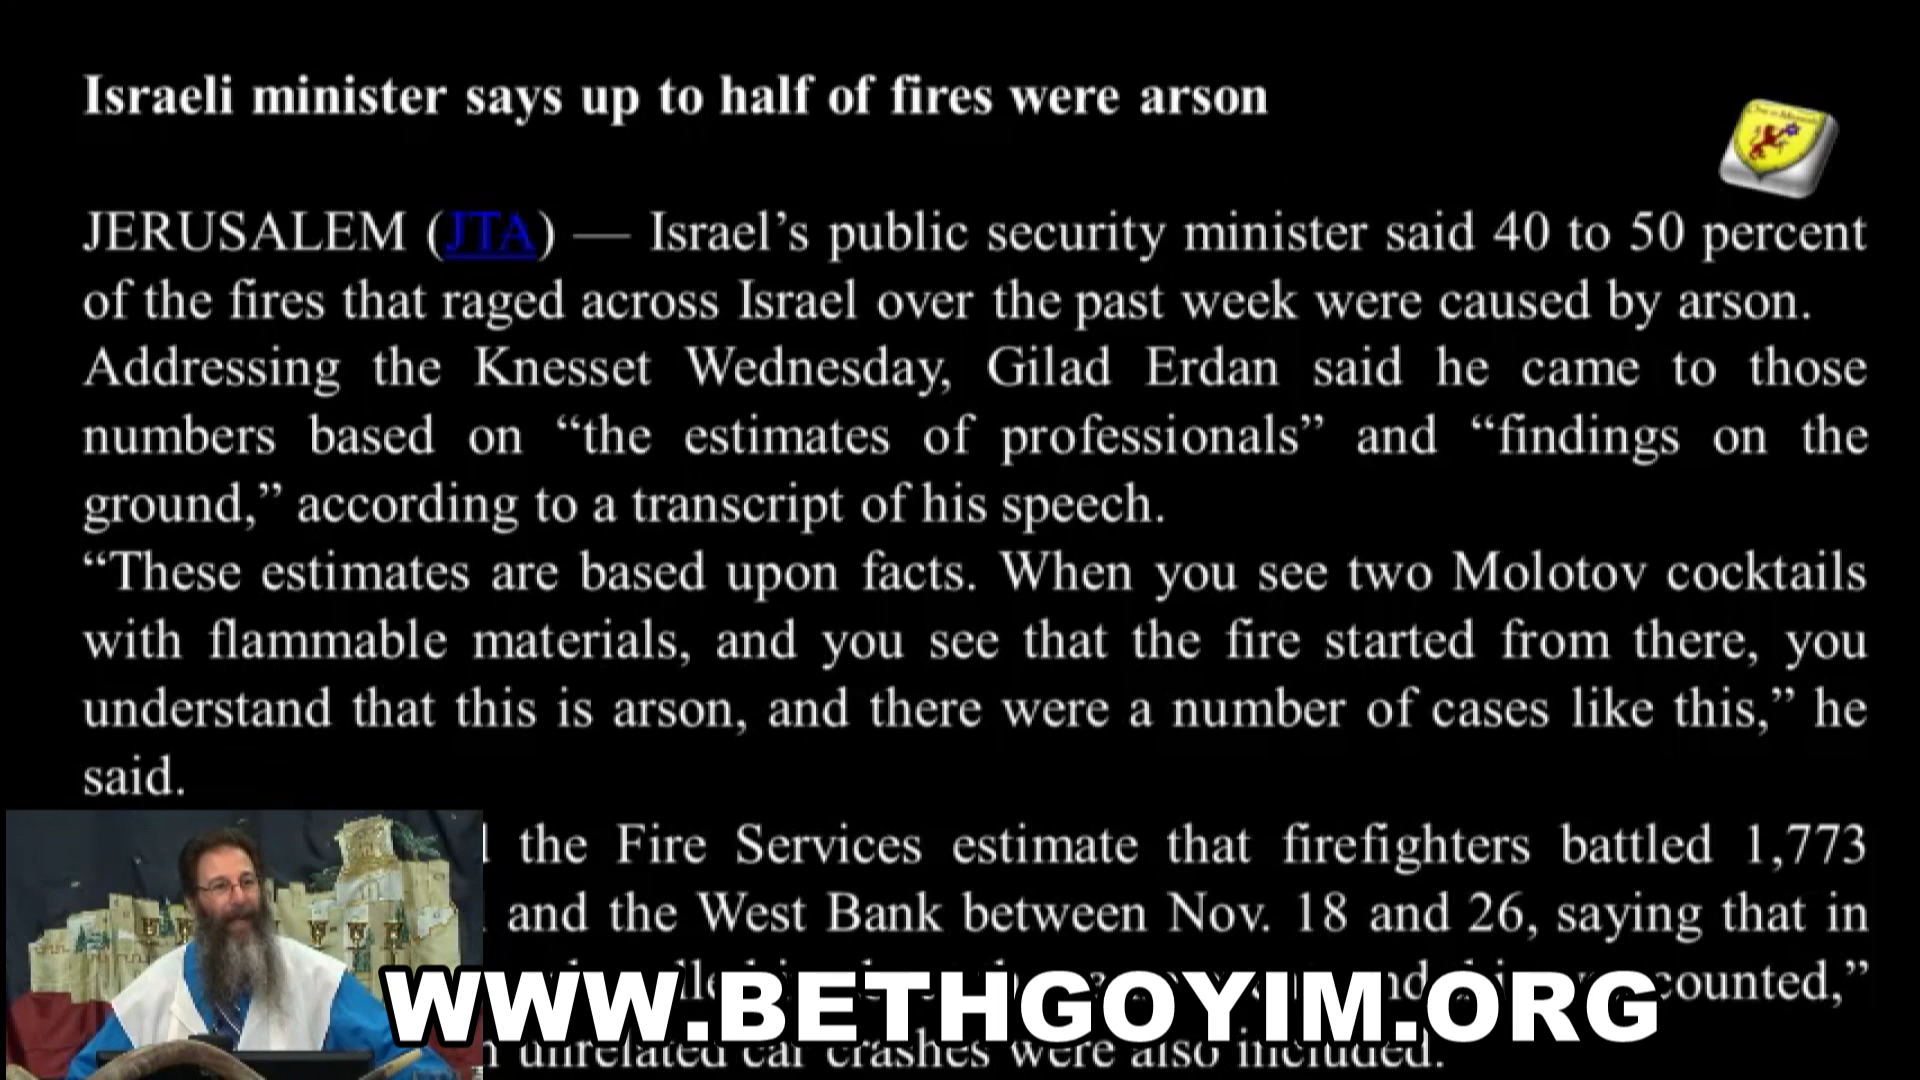 Israeli minister says up to half of fires were arson
JERUSALEM (JTA) — Israel’s public security minister said 40 to 50 percent
of the fires that raged across Israel over the past week were caused by arson.
Addressing the Knesset Wednesday, Gilad Erdan said he came to those
numbers based on “the estimates of professionals” and “findings on the
ground,” according to a transcript of his speech.
“These estimates are based upon facts. When you see two Molotov cocktails
with flammable materials, and you see that the fire started from there, you
understand that this is arson, and there were a number of cases like this,” he
said.
the Fire Services estimate that firefighters battled 1,773
and the West Bank between Nov. 18 and 26, saying that in
counted,”
WWW.BETHGOYIM.ORG
unrelated car crashes were also included.